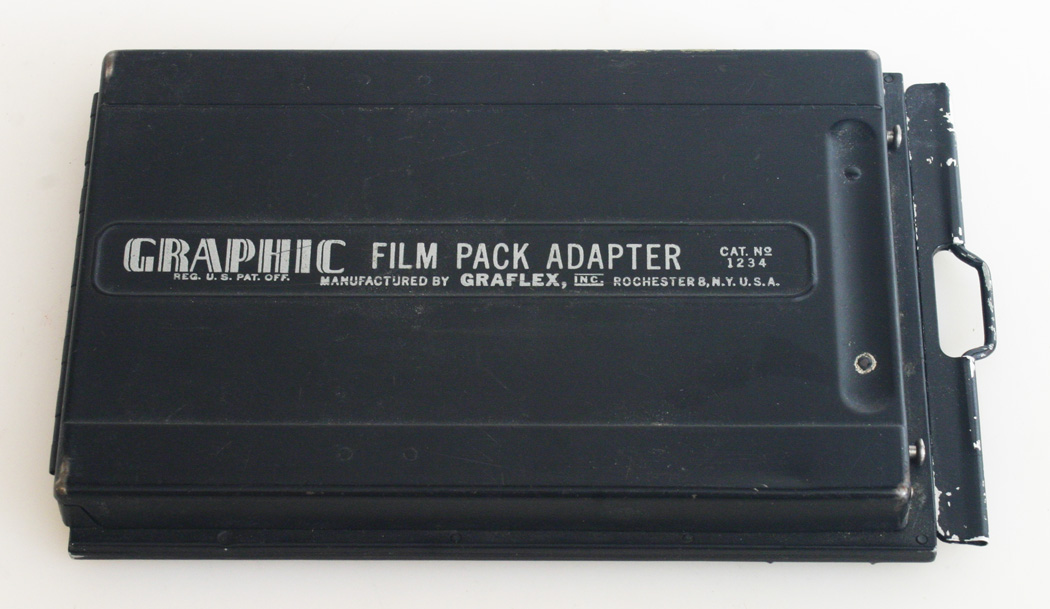 GRAPHIC FILM PACK ADAPTER CAT. Nº
1234
REG. U. S. PAT. OFF. MANUFACTURED BY GRAFLEX, INC. ROCHESTER 8, N.Y. U.S.A.